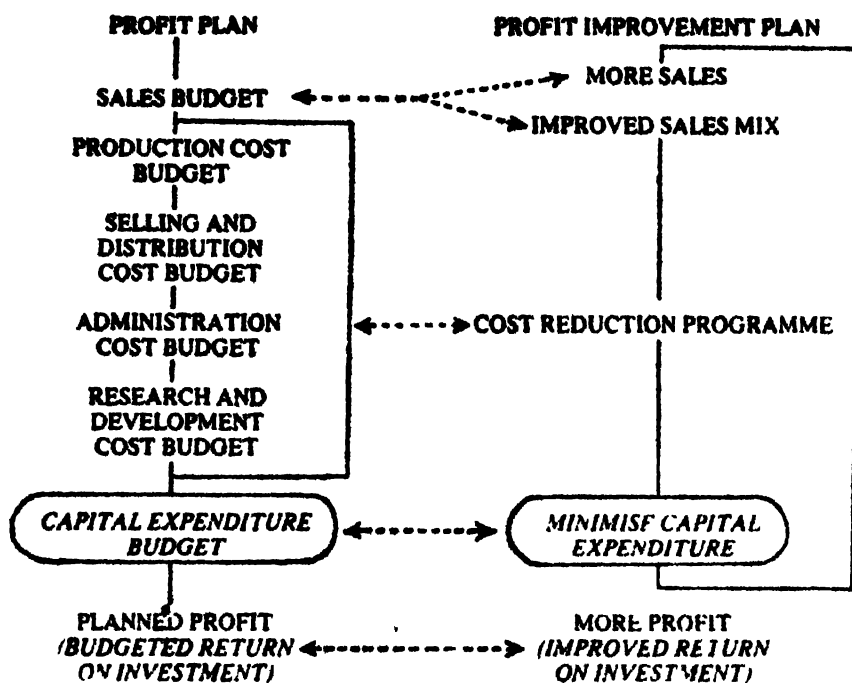 PROFIT PLAN
SALES BUDGET
PRODUCTION COST
BUDGET
SELLING AND
DISTRIBUTION
COST BUDGET
ADMINISTRATION
COST BUDGET
RESEARCH AND
DEVELOPMENT
COST BUDGET
CAPITAL EXPENDITURE
BUDGET
PLANNED PROFIT
(BUDGETED RETURN
ON INVESTMENT)
PROFIT IMPROVEMENT PLAN
MORE SALES
IMPROVED SALES MIX
COST REDUCTION PROGRAMME
MINIMISF CAPITAL
EXPENDITURE
MORE PROFIT
(IMPROVED RETURN
ON INVESTMENT)